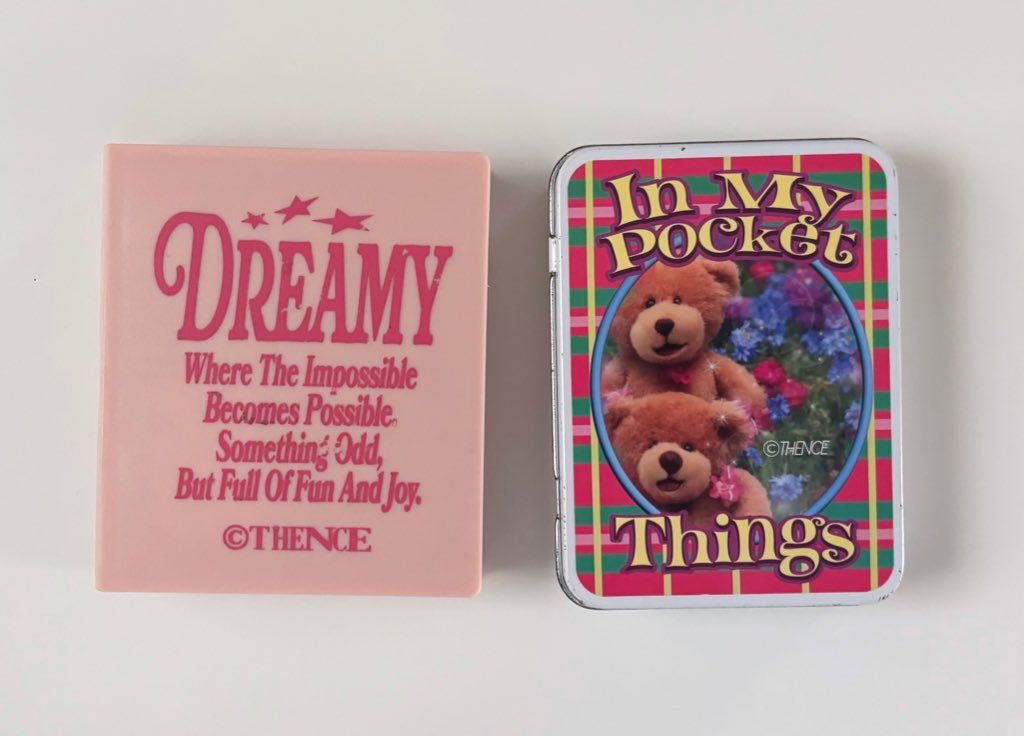 DREAMY
Where The Impossible
Becomes Possible.
Something Odd,
But Full Of Fun And Joy.
©THENCE
In My
Pocket
©THENCE
Things